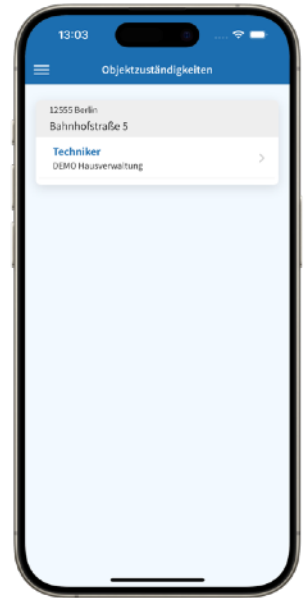 13:03
Objektzuständigkeiten
12555 Berlin
Bahnhofstraße 5
Techniker
DEMO Hausverwaltung